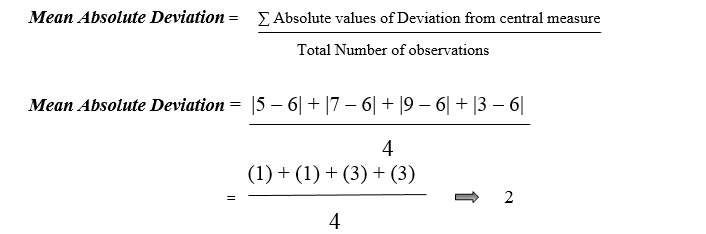 Mean Absolute Deviation = ∑ Absolute values of Deviation from central measure
Total Number of observations
Mean Absolute Deviation = |5 – 6| + |7 – 6| + |9 – 6| + |3 – 6|
4
(1) + (1) + (3) + (3)
= ⇒ 2
4